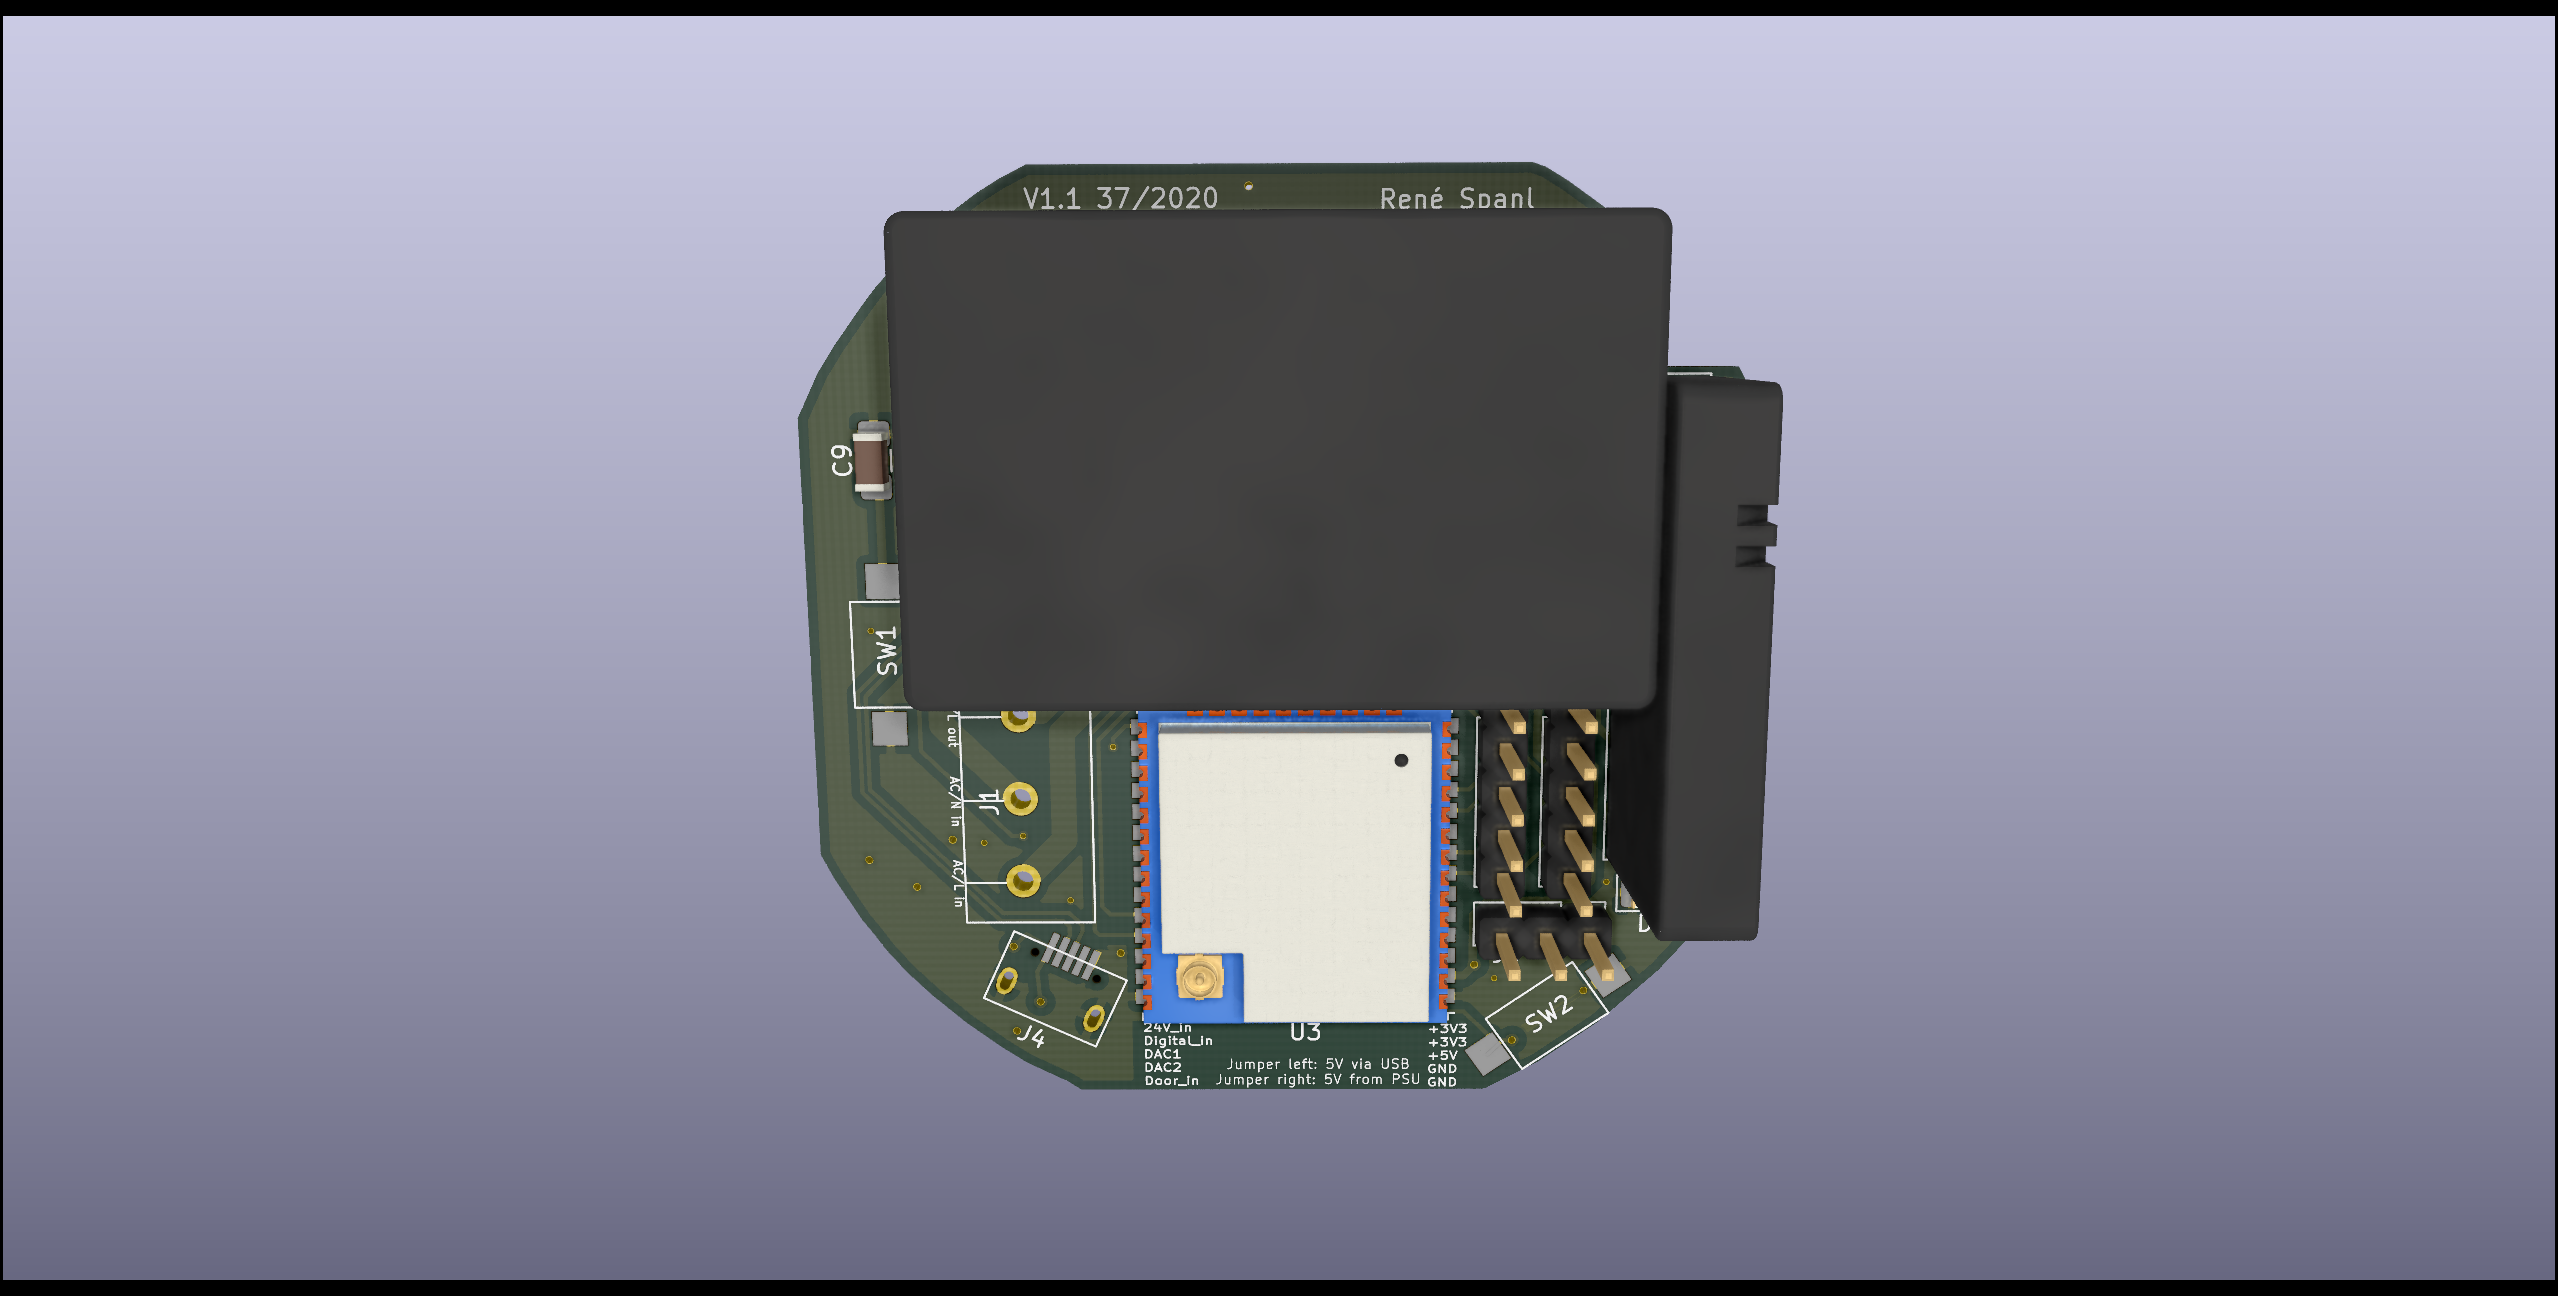 V1.1 37/2020
René Spanl
C9
SW1
L out
AC/N in
J1
AC/L in
J4
U3
SW2
24V_in
Digital_in
DAC1
DAC2
Door_in
Jumper left: 5V via USB
Jumper right: 5V from PSU
+3V3
+3V3
+5V
GND
GND